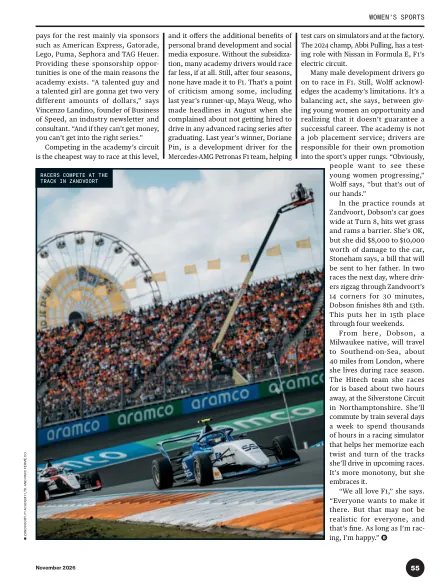 WOMEN'S SPORTS
pays for the rest mainly via sponsors
such as American Express, Gatorade,
Lego, Puma, Sephora and TAG Heuer.
Providing these sponsorship oppor-
tunities is one of the main reasons the
academy exists. "A talented guy and
a talented girl are gonna get two very
different amounts of dollars," says
Vincenzo Landino, founder of Business
of Speed, an industry newsletter and
consultant. "And if they can't get money,
you can't get into the right series."
Competing in the academy's circuit
is the cheapest way to race at this level,
and it offers the additional benefits of
personal brand development and social
media exposure. Without the subsidiza-
tion, many academy drivers would race
far less, if at all. Still, after four seasons,
none have made it to F1. That's a point
of criticism among some, including
last year's runner-up, Maya Weug, who
made headlines in August when she
complained about not getting hired to
drive in any advanced racing series after
graduating. Last year's winner, Doriane
Pin, is a development driver for the
Mercedes-AMG Petronas F1 team, helping
test cars on simulators and at the factory.
The 2024 champ, Abbi Pulling, has a test-
ing role with Nissan in Formula E, F1's
electric circuit.
Many male development drivers go
on to race in F1. Still, Wolff acknowl-
edges the academy's limitations. It's a
balancing act, she says, between giv-
ing young women an opportunity and
realizing that it doesn't guarantee a
successful career. The academy is not
a job placement service; drivers are
responsible for their own promotion
into the sport's upper rungs. "Obviously,
people want to see these
young women progressing,"
Wolff says, "but that's out of
our hands."
In the practice rounds at
Zandvoort, Dobson's car goes
wide at Turn 8, hits wet grass
and rams a barrier. She's OK,
but she did $8,000 to $10,000
worth of damage to the car,
Stoneham says, a bill that will
be sent to her father. In two
races the next day, where driv-
ers zigzag through Zandvoort's
14 corners for 30 minutes,
Dobson finishes 8th and 13th.
This puts her in 15th place
through four weekends.
From here, Dobson, a
Milwaukee native, will travel
to Southend-on-Sea, about
40 miles from London, where
she lives during race season.
The Hitech team she races
for is based about two hours
away, at the Silverstone Circuit
in Northamptonshire. She'll
commute by train several days
a week to spend thousands
of hours in a racing simulator
that helps her memorize each
twist and turn of the tracks
she'll drive in upcoming races.
It's more monotony, but she
embraces it.
"We all love F1," she says.
"Everyone wants to make it
there. But that may not be
realistic for everyone, and
that's fine. As long as I'm rac-
ing, I'm happy."
RACERS COMPETE AT THE
TRACK IN ZANDVOORT
aramco aramco aramco aramco
November 2026
55